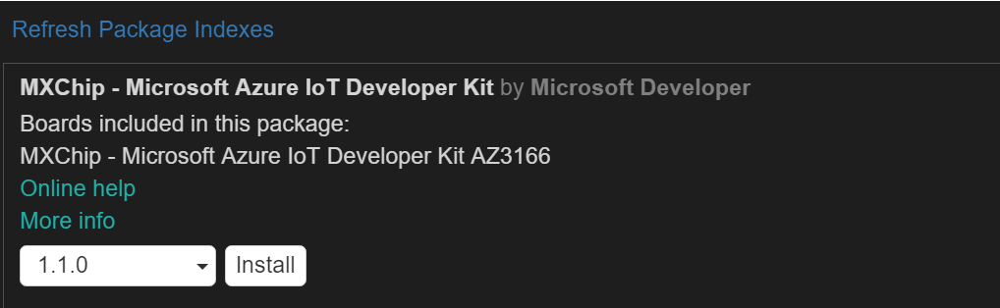 Refresh Package Indexes
MXChip - Microsoft Azure IoT Developer Kit by Microsoft Developer
Boards included in this package:
MXChip - Microsoft Azure IoT Developer Kit AZ3166
Online help
More info
1.1.0 Install